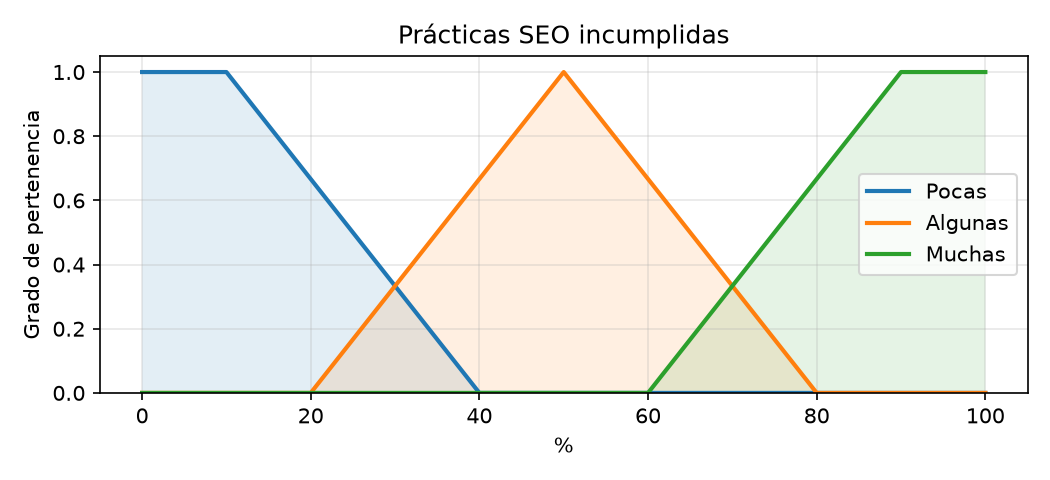 Prácticas SEO incumplidas
Grado de pertenencia
1.0
0.8
0.6
0.4
0.2
0.0
0 20 40 60 80 100
%
Pocas
Algunas
Muchas